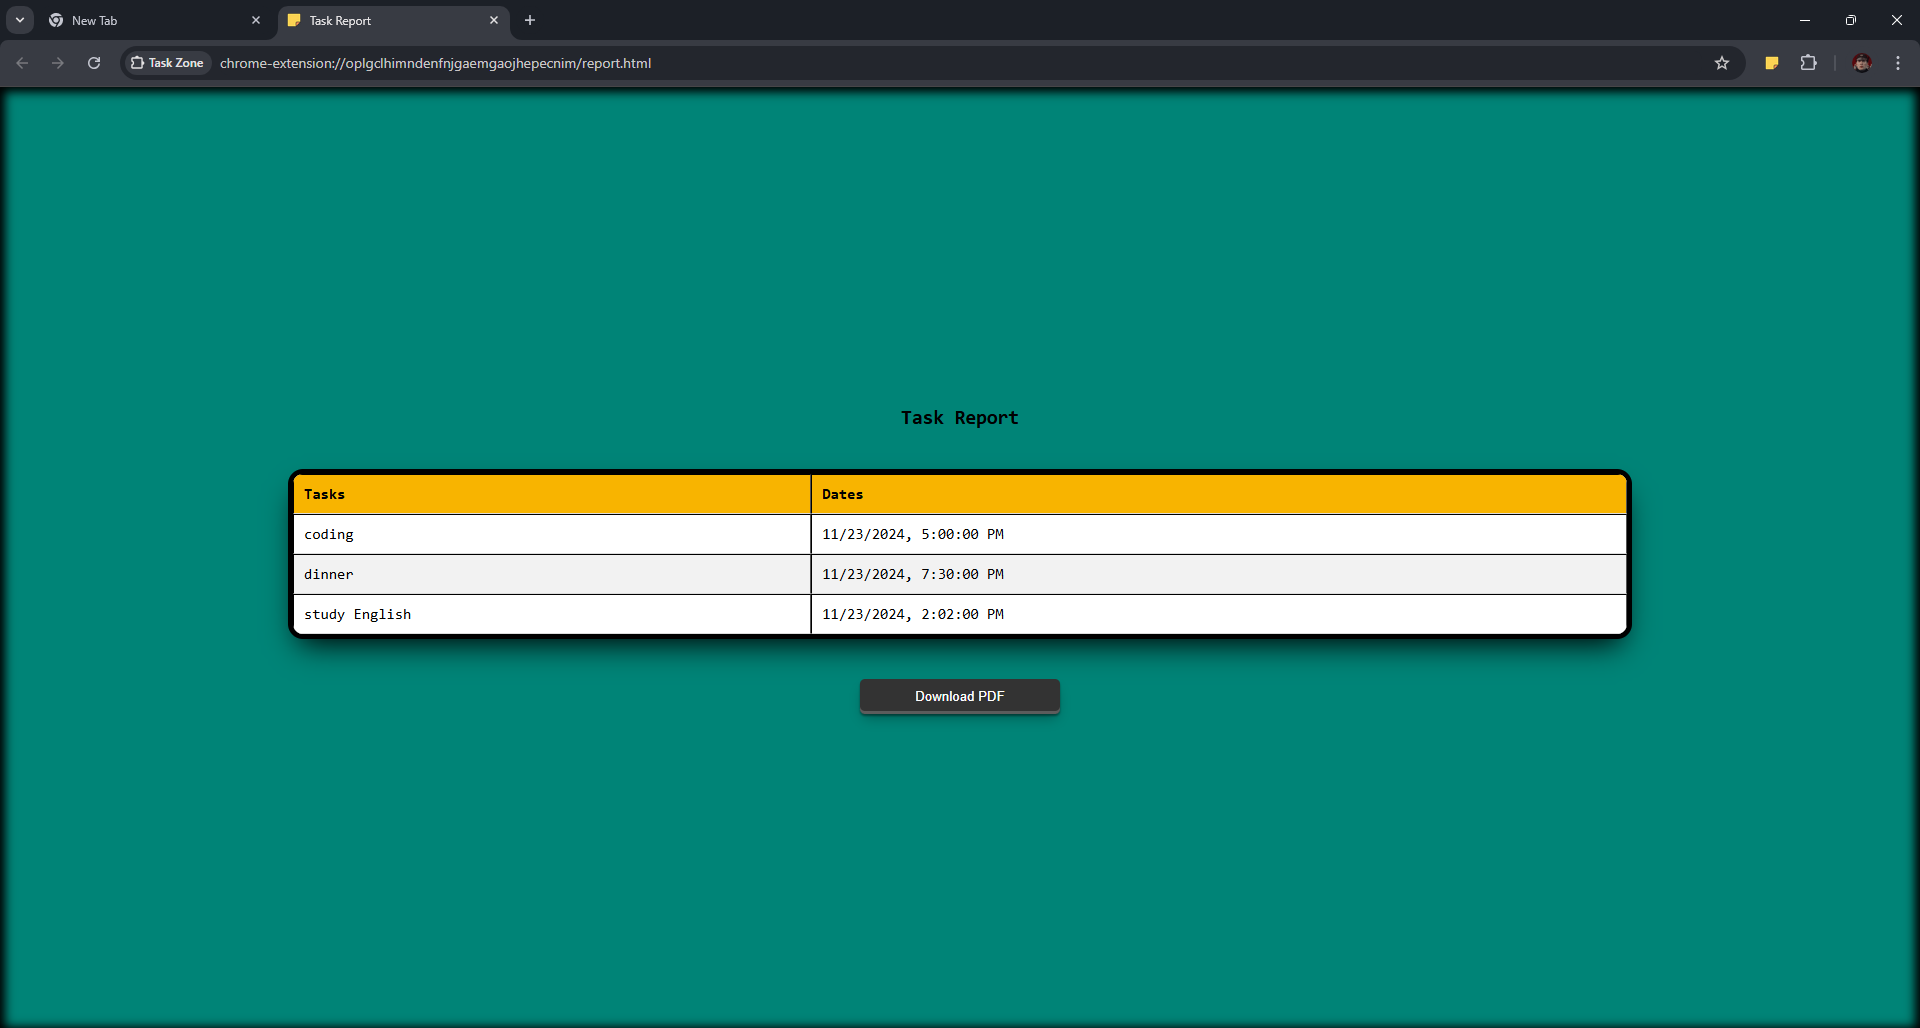 New Tab
Task Report
Task Zone chrome-extension://oplgclhimndenfnjgaemgaojhepecnim/report.html
Task Report
Tasks Dates
coding 11/23/2024, 5:00:00 PM
dinner 11/23/2024, 7:30:00 PM
study English 11/23/2024, 2:02:00 PM
Download PDF